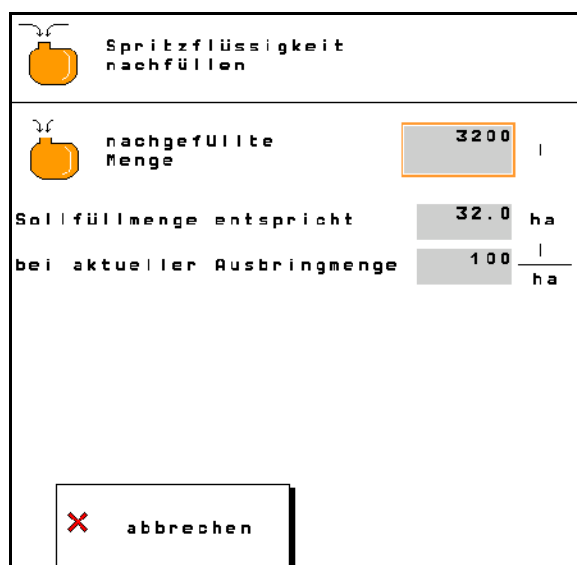 Spritzflüssigkeit
nachfüllen
nachgefüllte
Menge
3200 l
Sollfüllmenge entspricht 32.0 ha
bei aktueller Ausbringmenge 100 l
ha
abbrechen